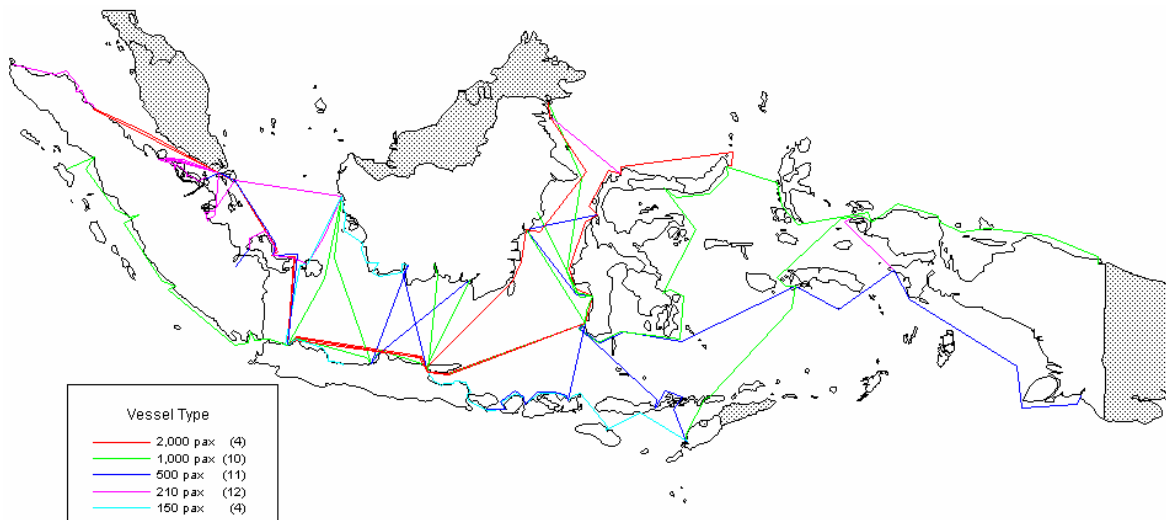 Vessel Type
2,000 pax (4)
1,000 pax (10)
500 pax (11)
210 pax (12)
150 pax (4)